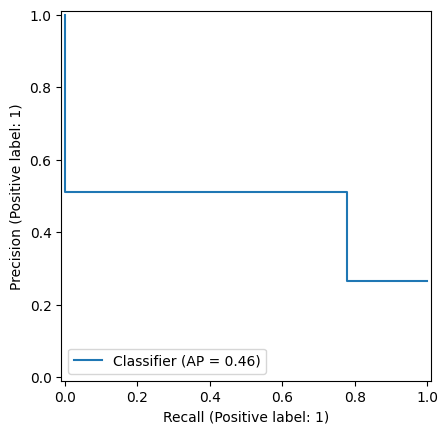 1.0
0.8
0.6
0.4
0.2
0.0
Precision (Positive label: 1)
Classifier (AP = 0.46)
0.0 0.2 0.4 0.6 0.8 1.0
Recall (Positive label: 1)